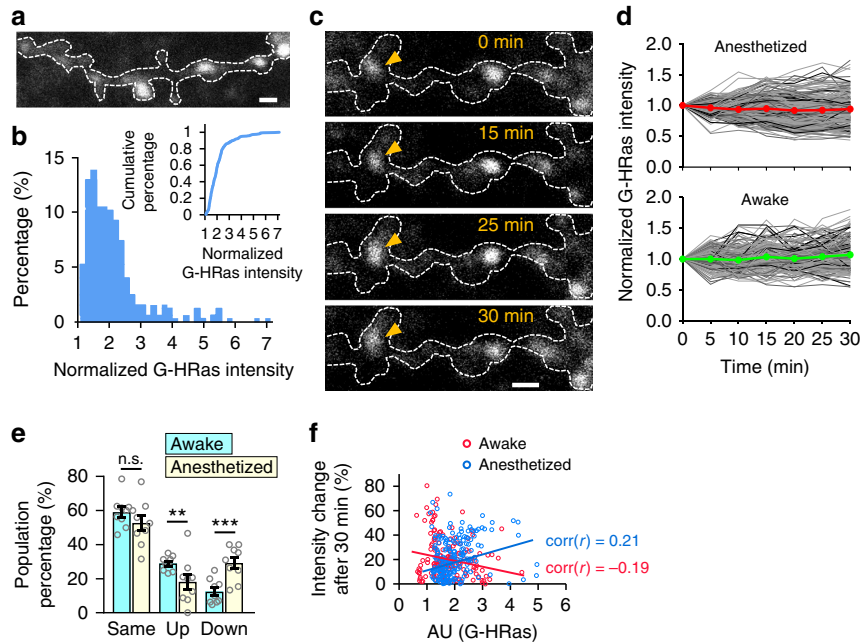 a
b
Percentage (%)
15
10
5
0
1 2 3 4 5 6 7
Normalized G-HRas intensity
Cumulative
percentage
1
0.8
0.6
0.4
0.2
0
1 2 3 4 5 6 7
Normalized
G-HRas intensity
c
0 min
15 min
25 min
30 min
d
Normalized G-HRas intensity
2.0
1.5
1.0
0.5
0.0
Anesthetized
2.0
1.5
1.0
0.5
0.0
Awake
0 5 10 15 20 25 30
Time (min)
e
Awake
Anesthetized
Population
percentage (%)
80
60
40
20
0
n.s.
**
***
Same Up Down
f
Awake
Anesthetized
Intensity change
after 30 min (%)
80
60
40
20
0
corr(r) = 0.21
corr(r) = –0.19
0 1 2 3 4 5 6
AU (G-HRas)